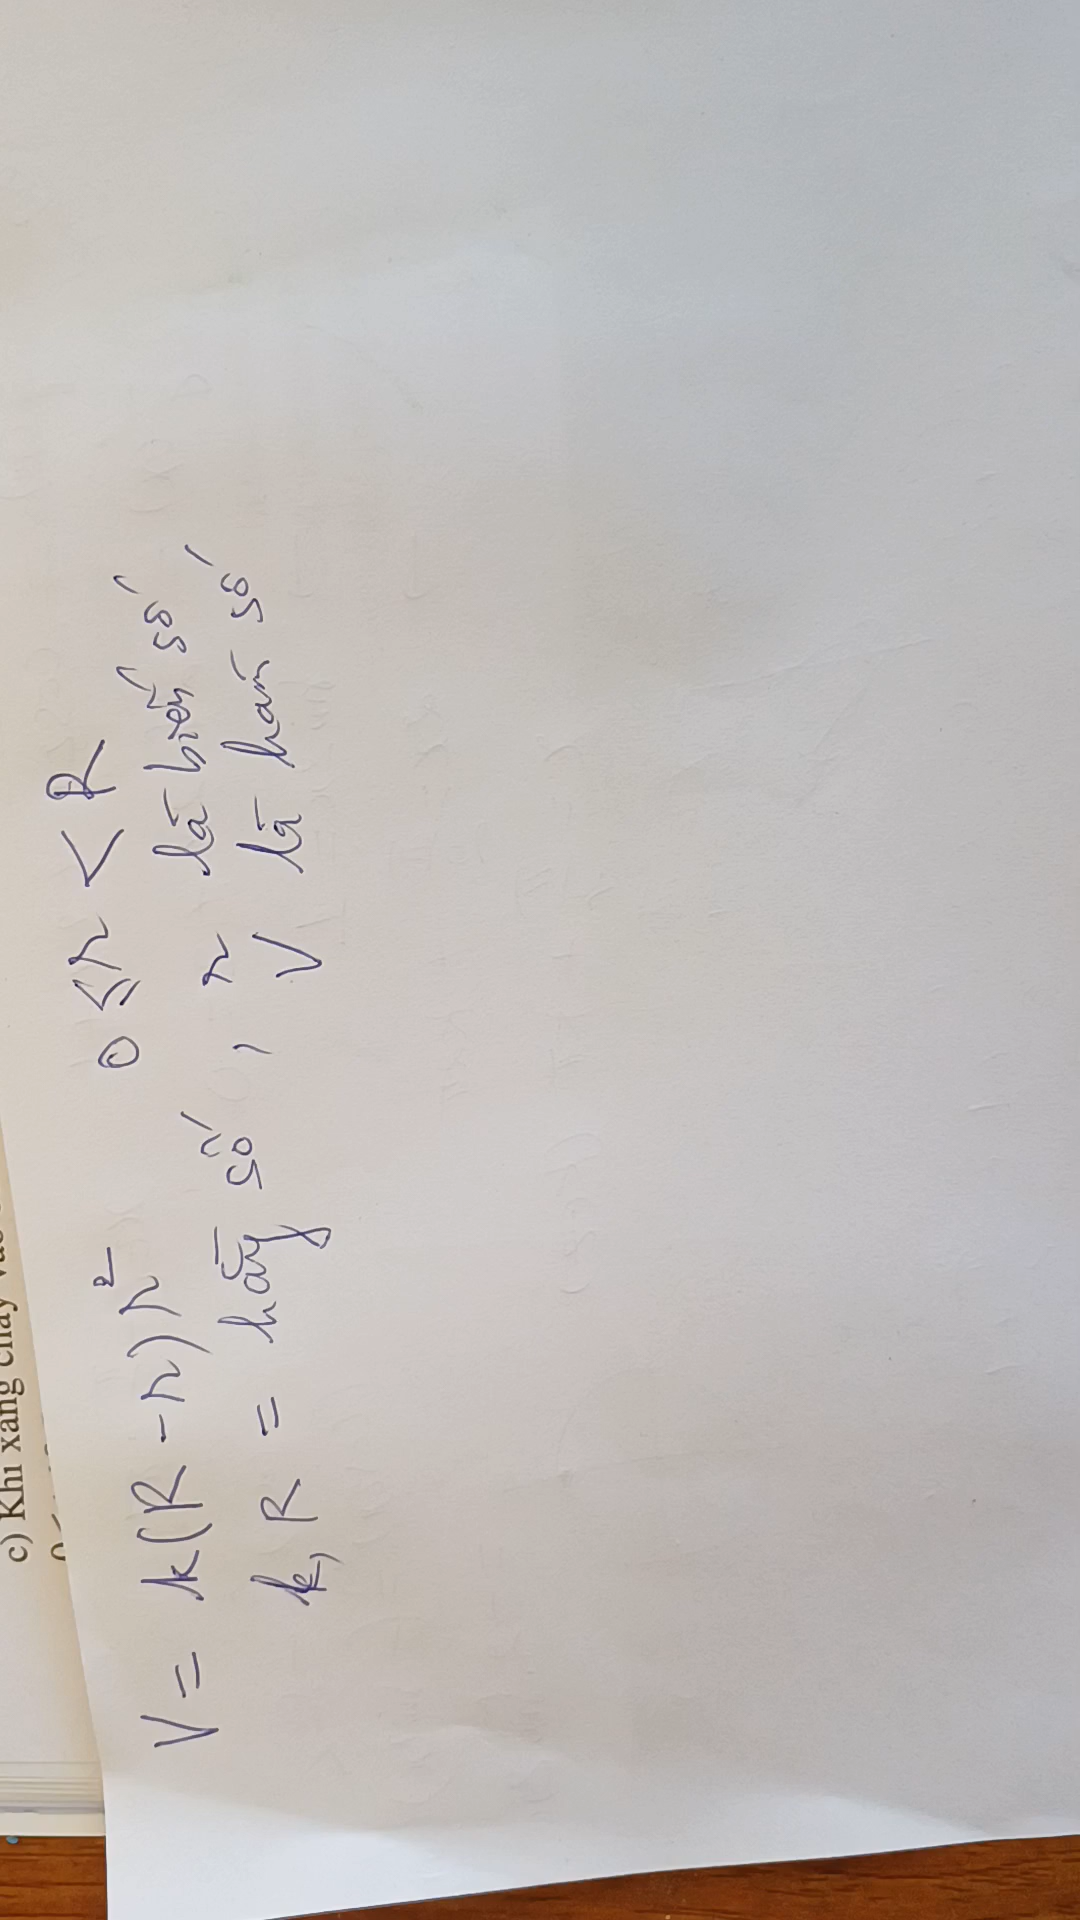 c) Khi xăng chảy
V = k(R - r)r² 0 ≤ r < R
k, R = hằng số, r là biến số
V là hàm số